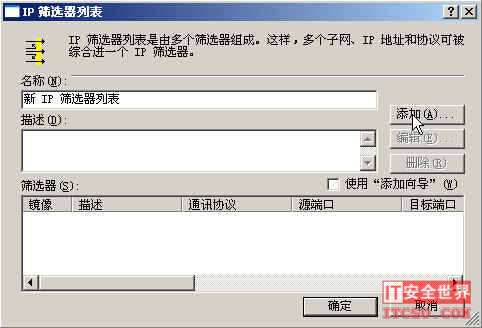 IP 筛选器列表
IP 筛选器列表是由多个筛选器组成。这样，多个子网、IP 地址和协议可被
综合进一个 IP 筛选器。
名称(N):
新 IP 筛选器列表
添加(A)...
描述(D):
编辑(E)...
删除(R)
筛选器(S):
使用“添加向导”(W)
镜像 描述 通讯协议 源端口 目标端口
确定
取消
IT安全世界
ITCSO.COM